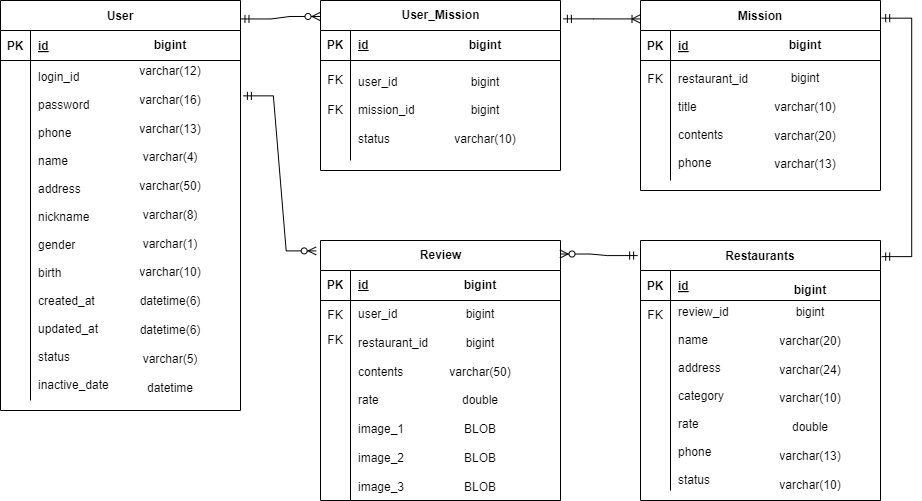 User
PK id bigint
login_id varchar(12)
password varchar(16)
phone varchar(13)
name varchar(4)
address varchar(50)
nickname varchar(8)
gender varchar(1)
birth varchar(10)
created_at datetime(6)
updated_at datetime(6)
status varchar(5)
inactive_date datetime
User_Mission
PK id bigint
FK user_id bigint
FK mission_id bigint
status varchar(10)
Mission
PK id bigint
FK restaurant_id bigint
title varchar(10)
contents varchar(20)
phone varchar(13)
Review
PK id bigint
FK user_id bigint
FK restaurant_id bigint
contents varchar(50)
rate double
image_1 BLOB
image_2 BLOB
image_3 BLOB
Restaurants
PK id bigint
FK review_id bigint
name varchar(20)
address varchar(24)
category varchar(10)
rate double
phone varchar(13)
status varchar(10)